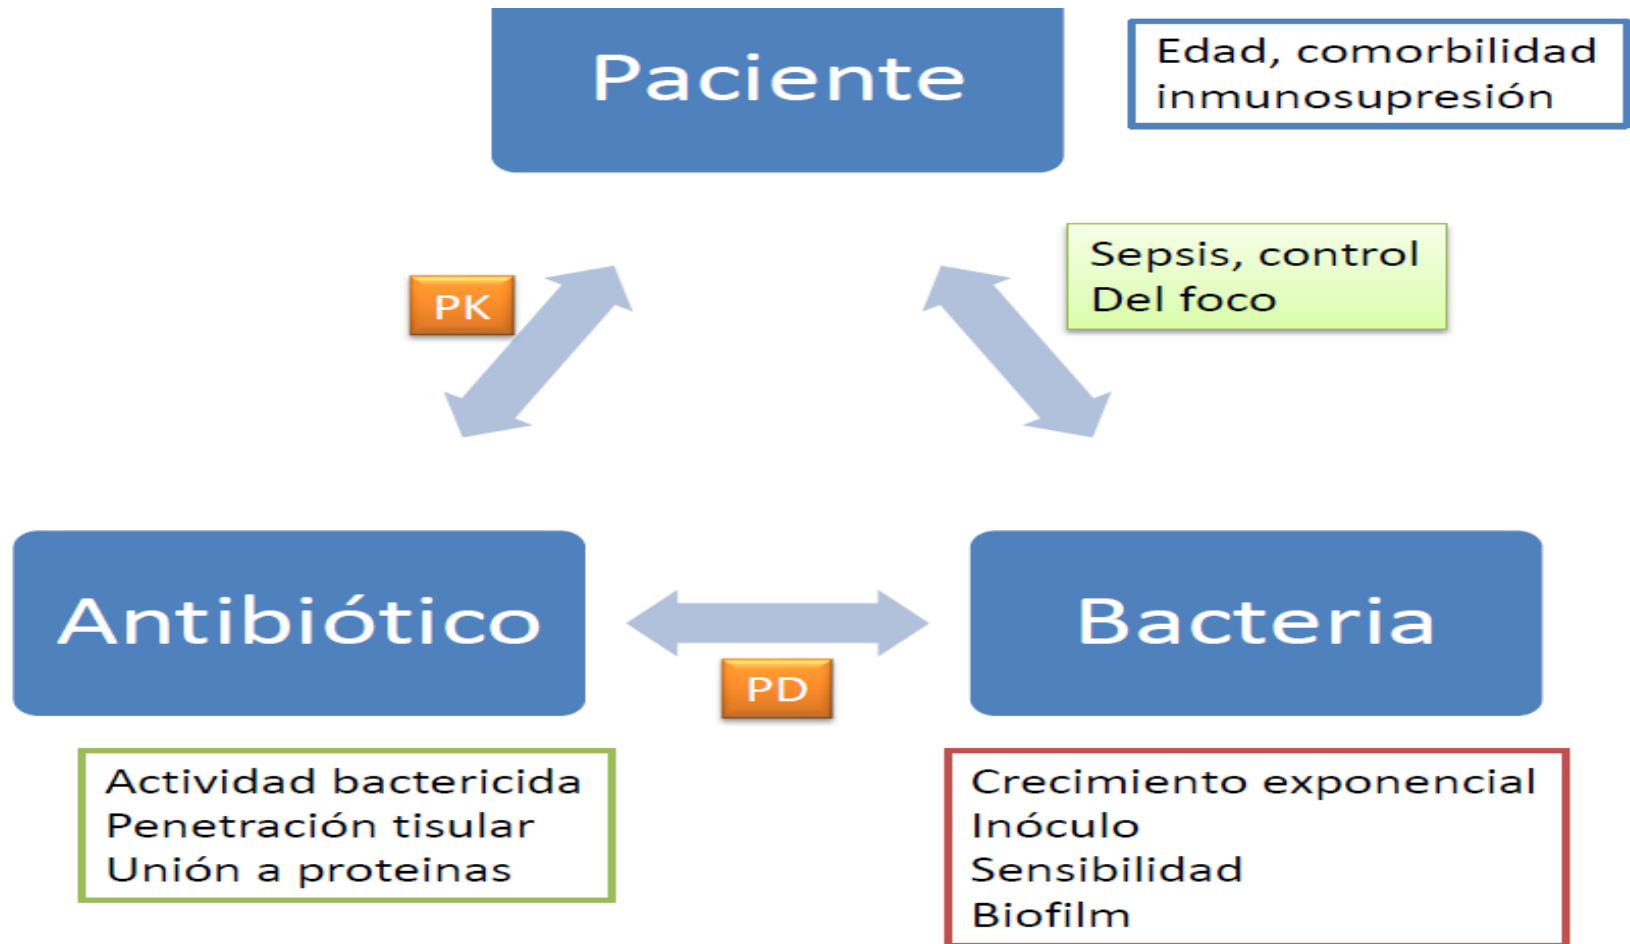 Paciente
Edad, comorbilidad
inmunosupresión
Sepsis, control
Del foco
PK
Antibiótico
Bacteria
PD
Actividad bactericida
Penetración tisular
Unión a proteinas
Crecimiento exponencial
Inóculo
Sensibilidad
Biofilm